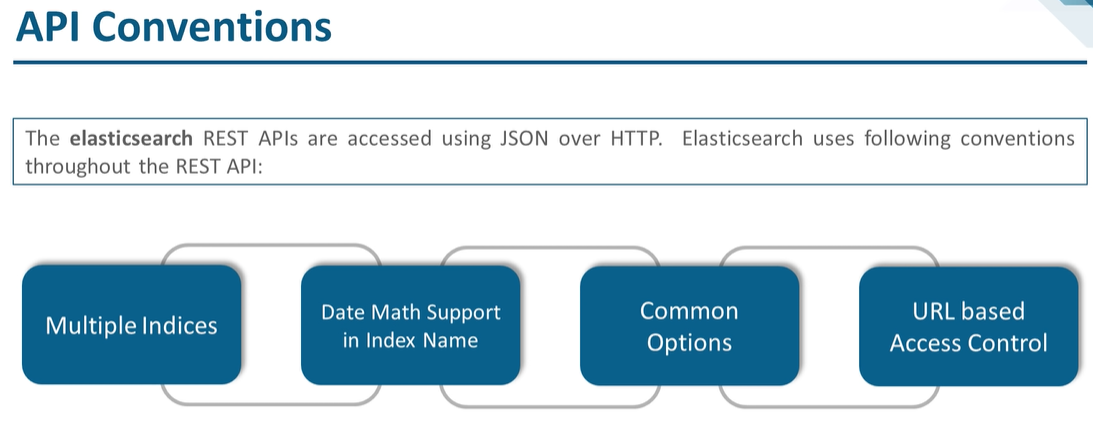 API Conventions
The elasticsearch REST APIs are accessed using JSON over HTTP. Elasticsearch uses following conventions
throughout the REST API:
Multiple Indices
Date Math Support
in Index Name
Common
Options
URL based
Access Control